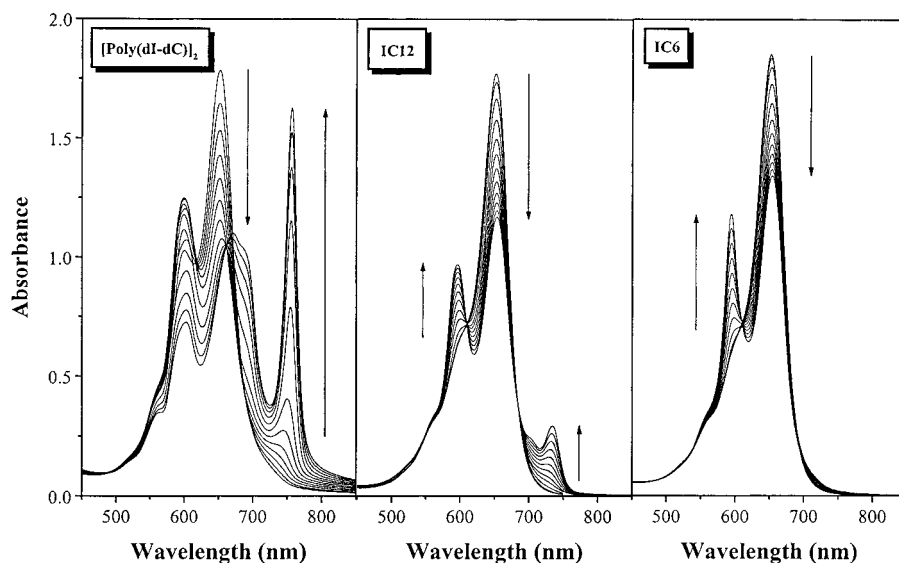 [Poly(dI-dC)]₂
IC12
IC6
Absorbance
2.0
1.5
1.0
0.5
0.0
500 600 700 800
500 600 700 800
500 600 700 800
Wavelength (nm)
Wavelength (nm)
Wavelength (nm)